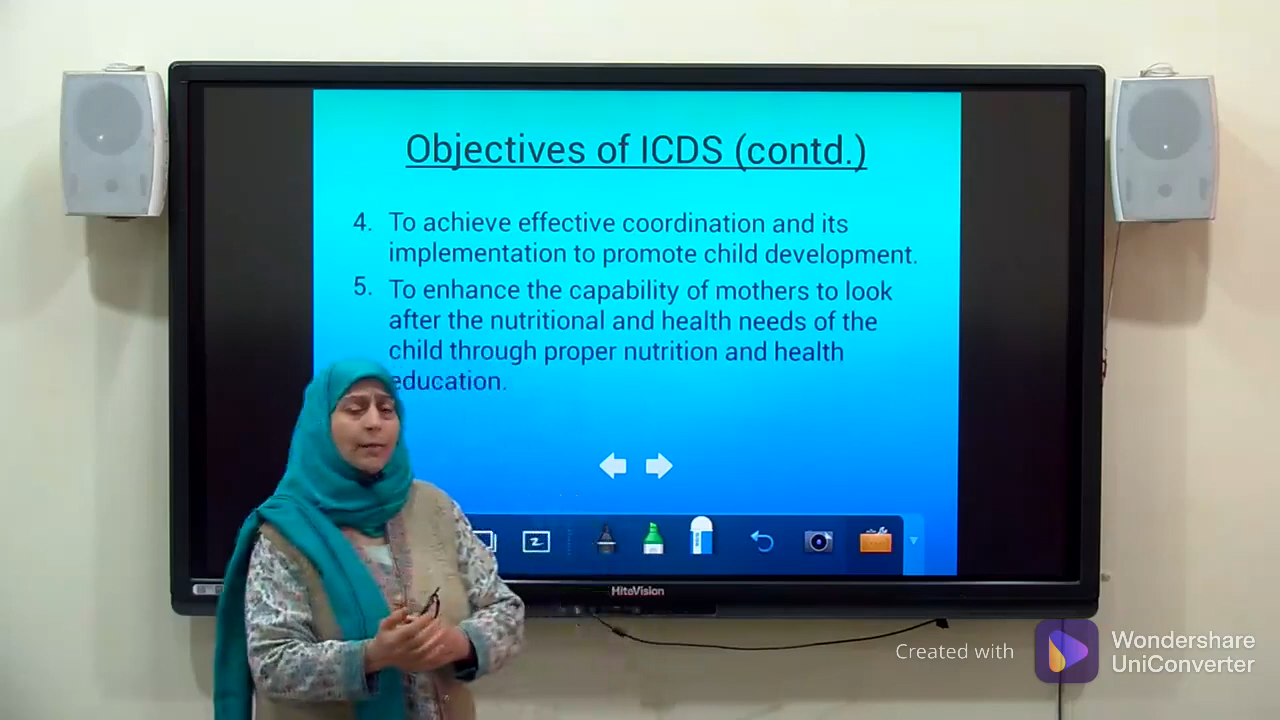 Objectives of ICDS (contd.)
4. To achieve effective coordination and its
implementation to promote child development.
5. To enhance the capability of mothers to look
after the nutritional and health needs of the
child through proper nutrition and health
education.
2
HiteVision
Created with
Wondershare
UniConverter